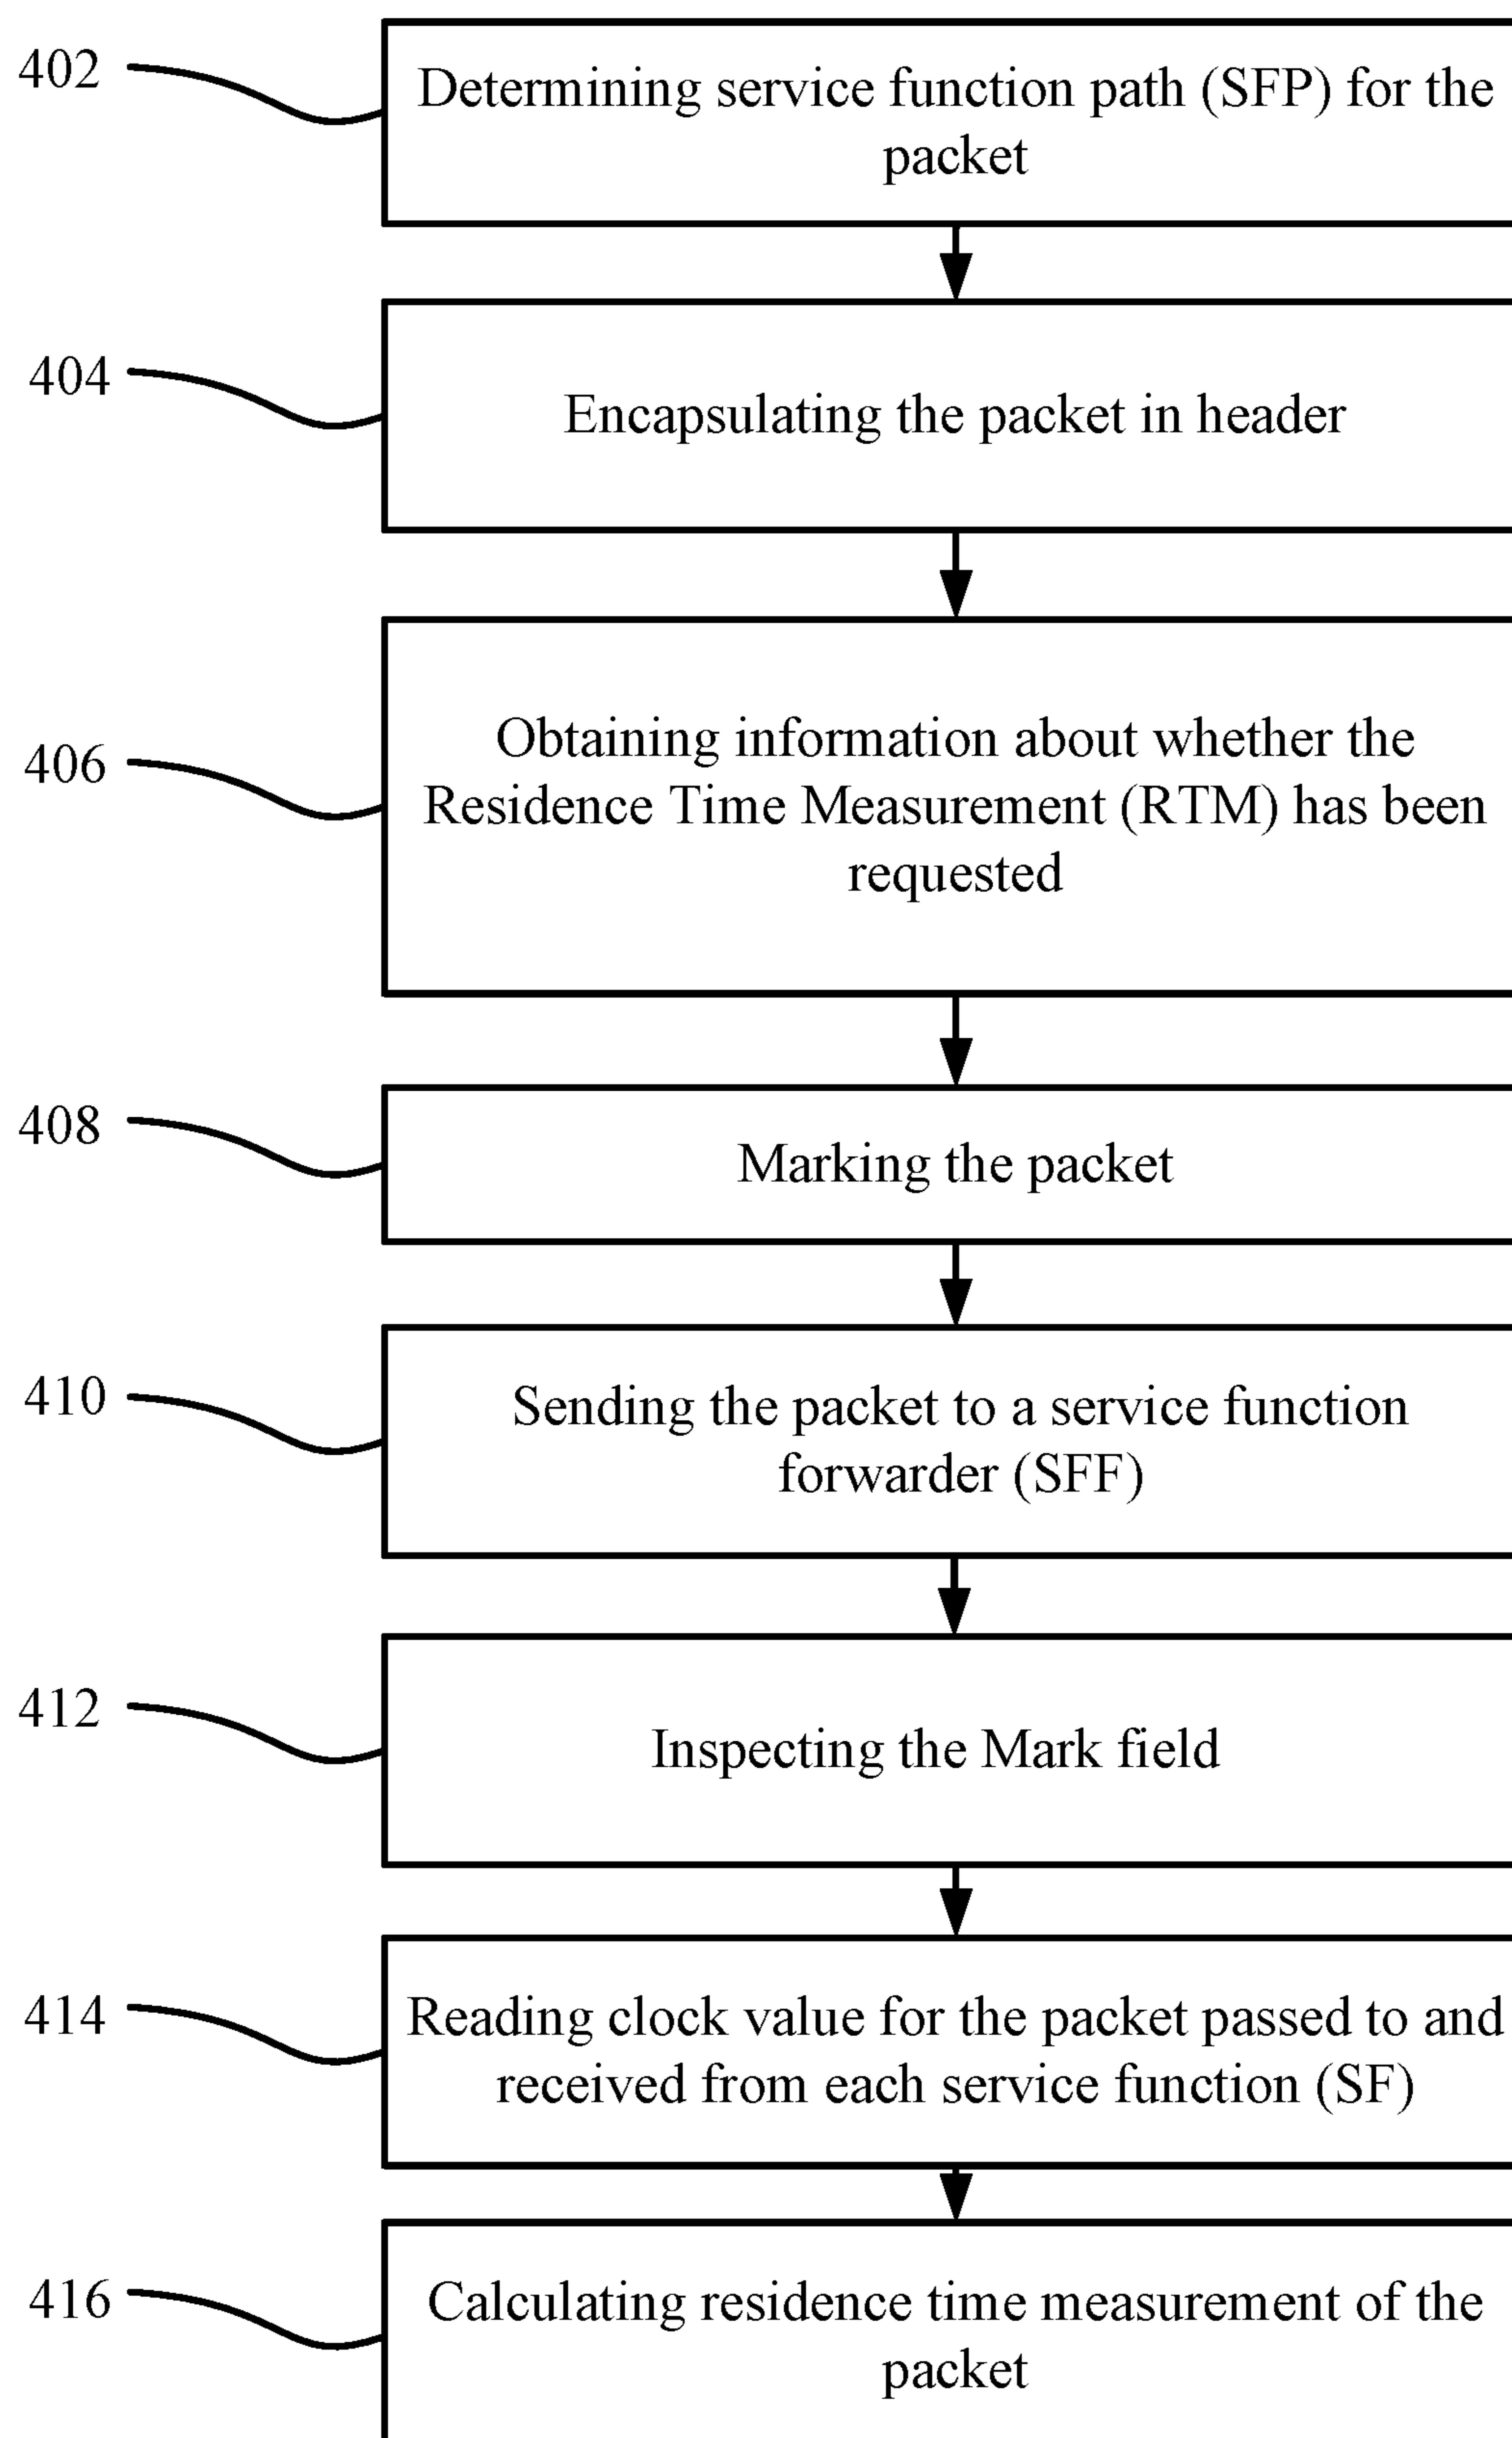 402
Determining service function path (SFP) for the
packet
404
Encapsulating the packet in header
406
Obtaining information about whether the
Residence Time Measurement (RTM) has been
requested
408
Marking the packet
410
Sending the packet to a service function
forwarder (SFF)
412
Inspecting the Mark field
414
Reading clock value for the packet passed to and
received from each service function (SF)
416
Calculating residence time measurement of the
packet